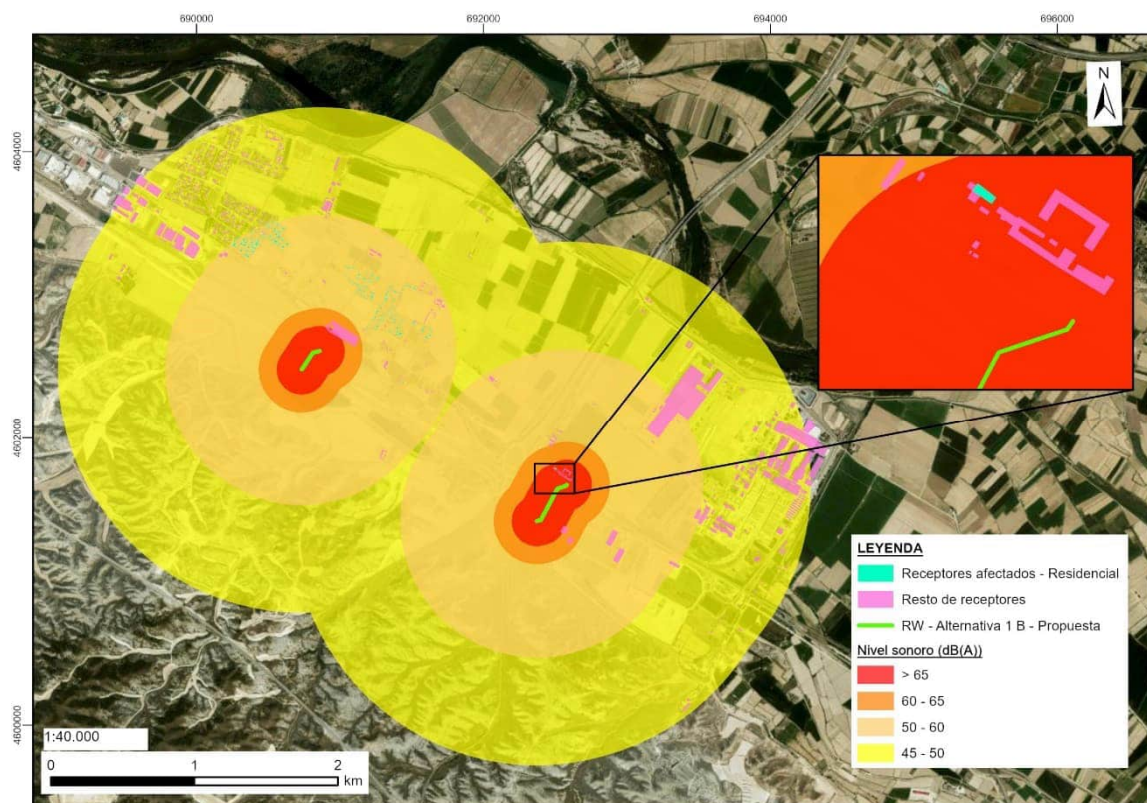 690000
692000
694000
696000
4604000
4602000
4600000
N
LEYENDA
Receptores afectados - Residencial
Resto de receptores
RW - Alternativa 1 B - Propuesta
Nivel sonoro (dB(A))
> 65
60 - 65
50 - 60
45 - 50
1:40.000
0
1
2
km